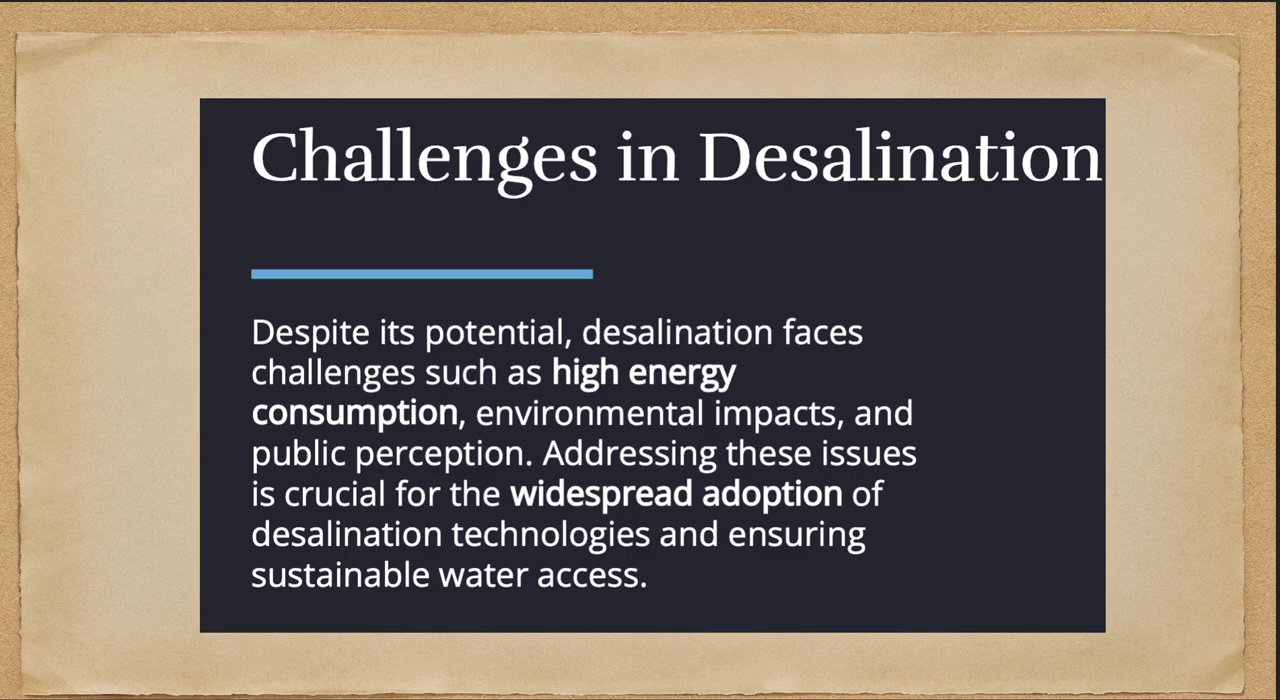 Challenges in Desalination
Despite its potential, desalination faces
challenges such as high energy
consumption, environmental impacts, and
public perception. Addressing these issues
is crucial for the widespread adoption of
desalination technologies and ensuring
sustainable water access.